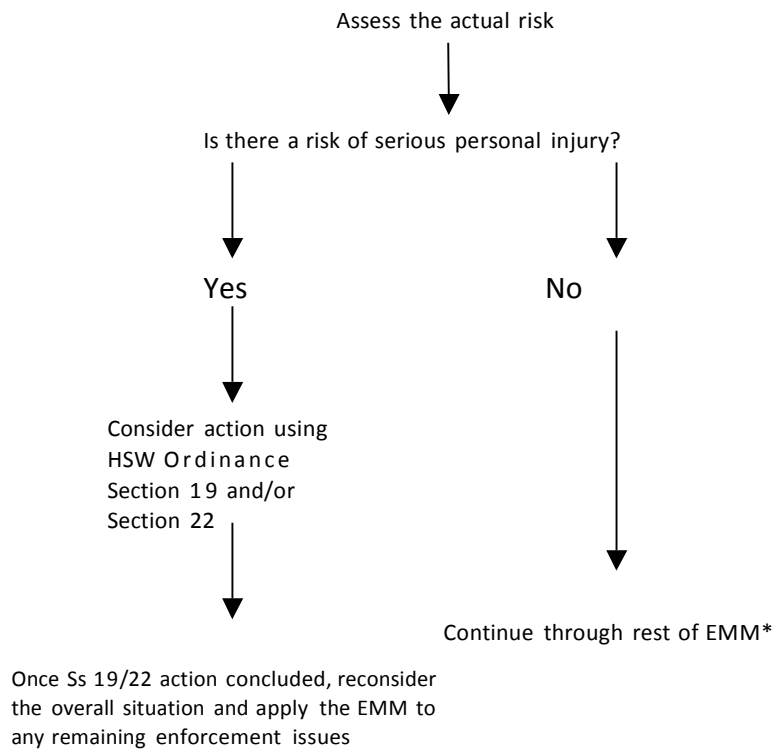 Assess the actual risk
Is there a risk of serious personal injury?
Yes
No
Consider action using
HSW Ordinance
Section 19 and/or
Section 22
Continue through rest of EMM*
Once Ss 19/22 action concluded, reconsider
the overall situation and apply the EMM to
any remaining enforcement issues